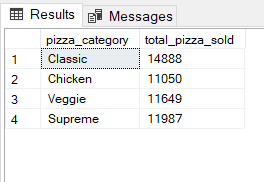 Results Messages
pizza_category total_pizza_sold
1 Classic 14888
2 Chicken 11050
3 Veggie 11649
4 Supreme 11987